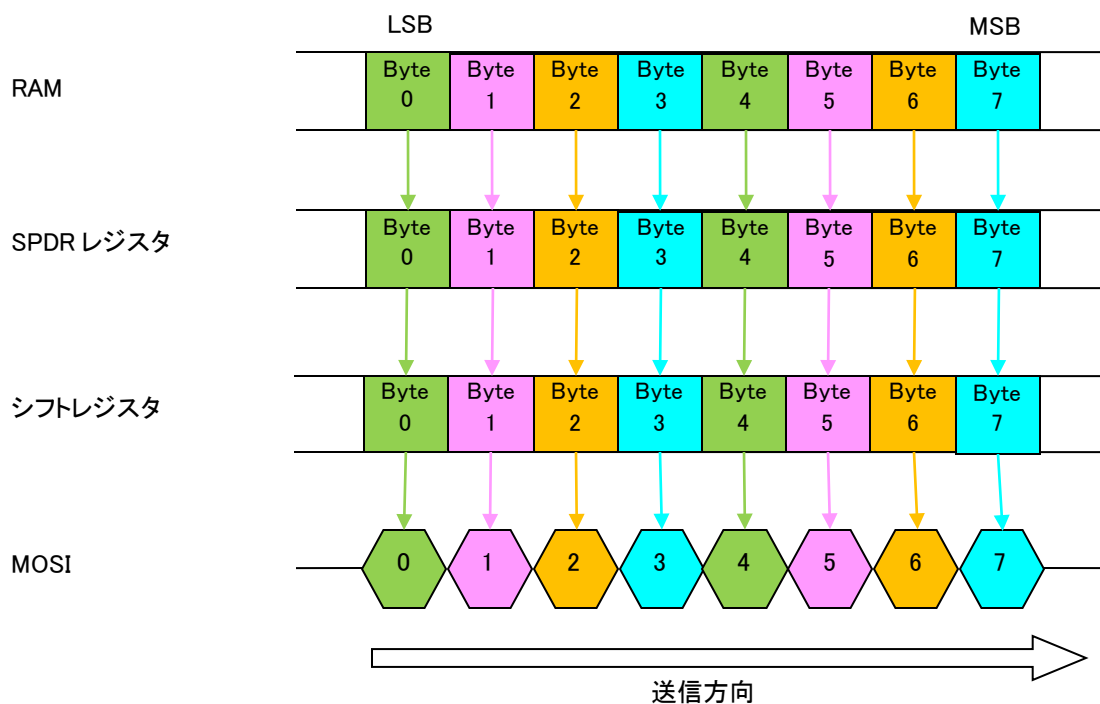 LSB MSB
RAM Byte 0 Byte 1 Byte 2 Byte 3 Byte 4 Byte 5 Byte 6 Byte 7
SPDR レジスタ Byte 0 Byte 1 Byte 2 Byte 3 Byte 4 Byte 5 Byte 6 Byte 7
シフトレジスタ Byte 0 Byte 1 Byte 2 Byte 3 Byte 4 Byte 5 Byte 6 Byte 7
MOSI 0 1 2 3 4 5 6 7
送信方向